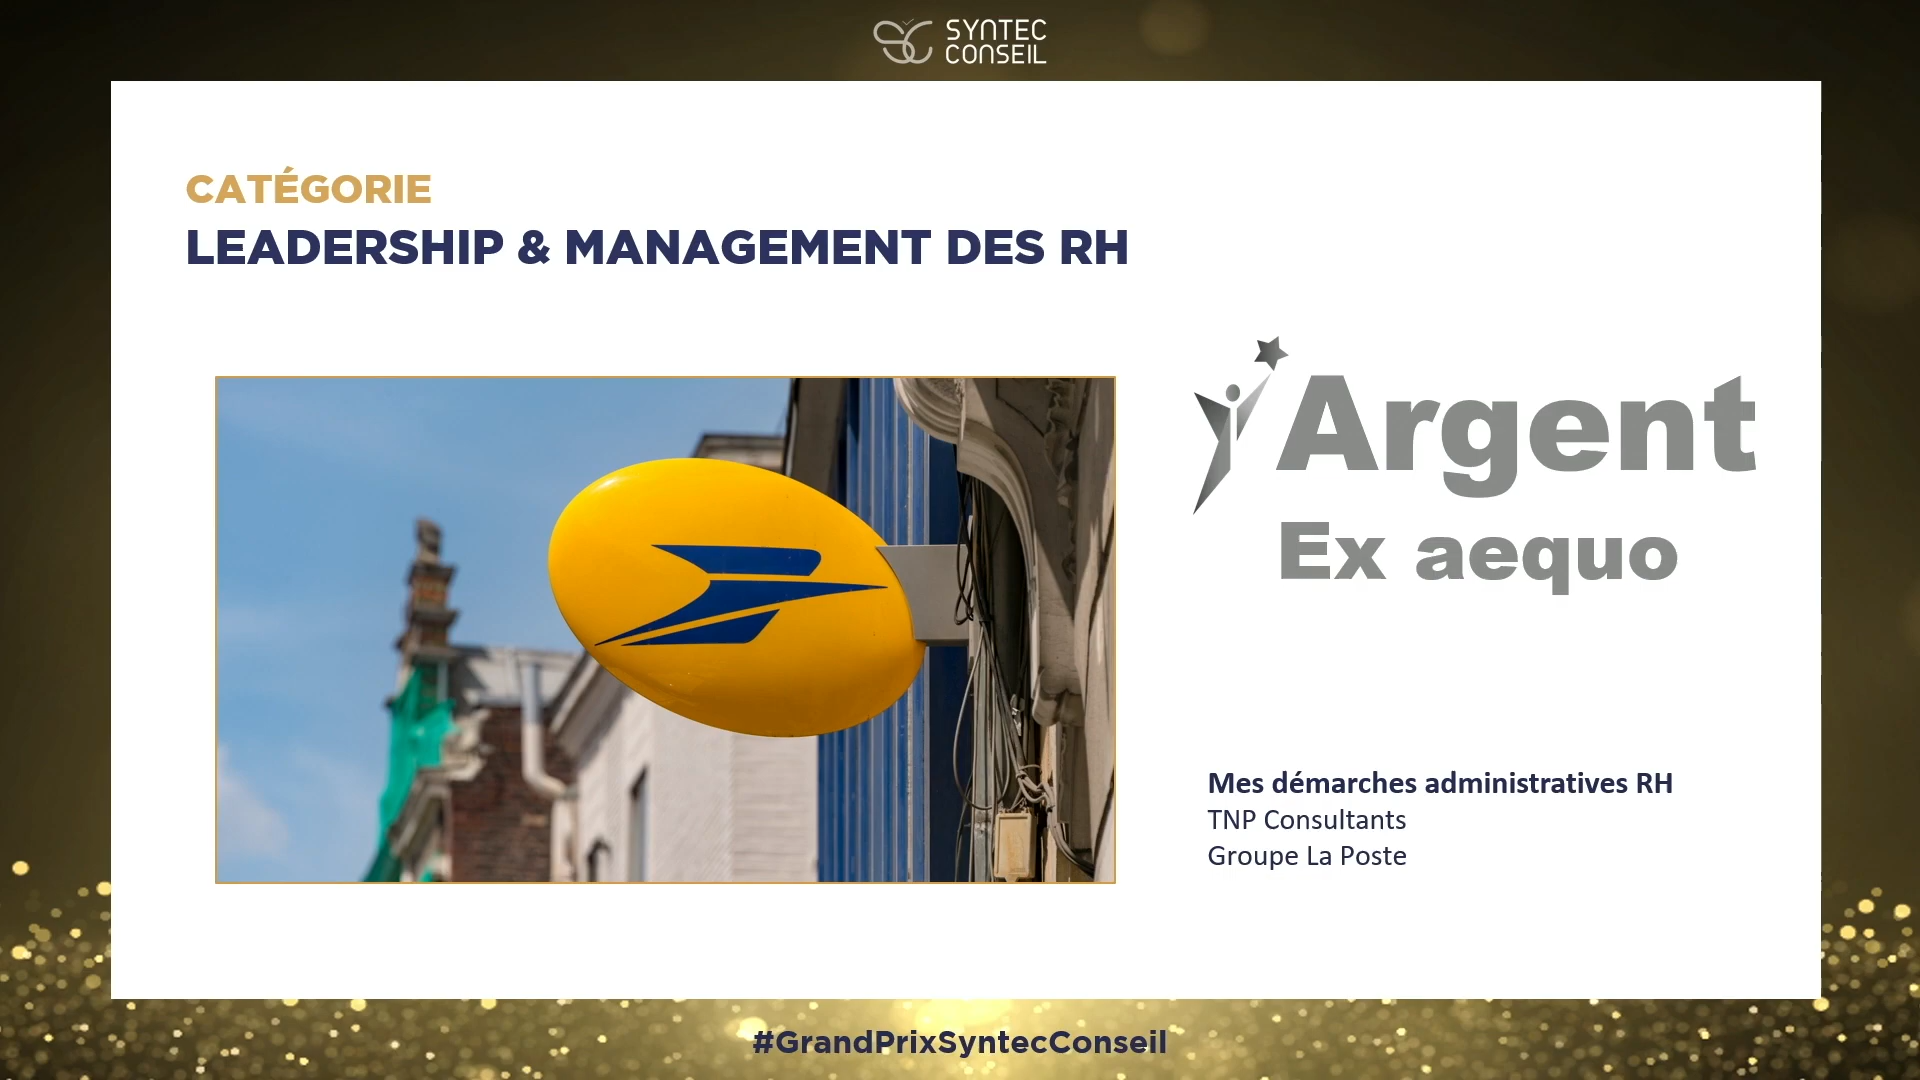 SYNTEC
CONSEIL
CATÉGORIE
LEADERSHIP & MANAGEMENT DES RH
Argent
Ex aequo
Mes démarches administratives RH
TNP Consultants
Groupe La Poste
#GrandPrixSyntecConseil